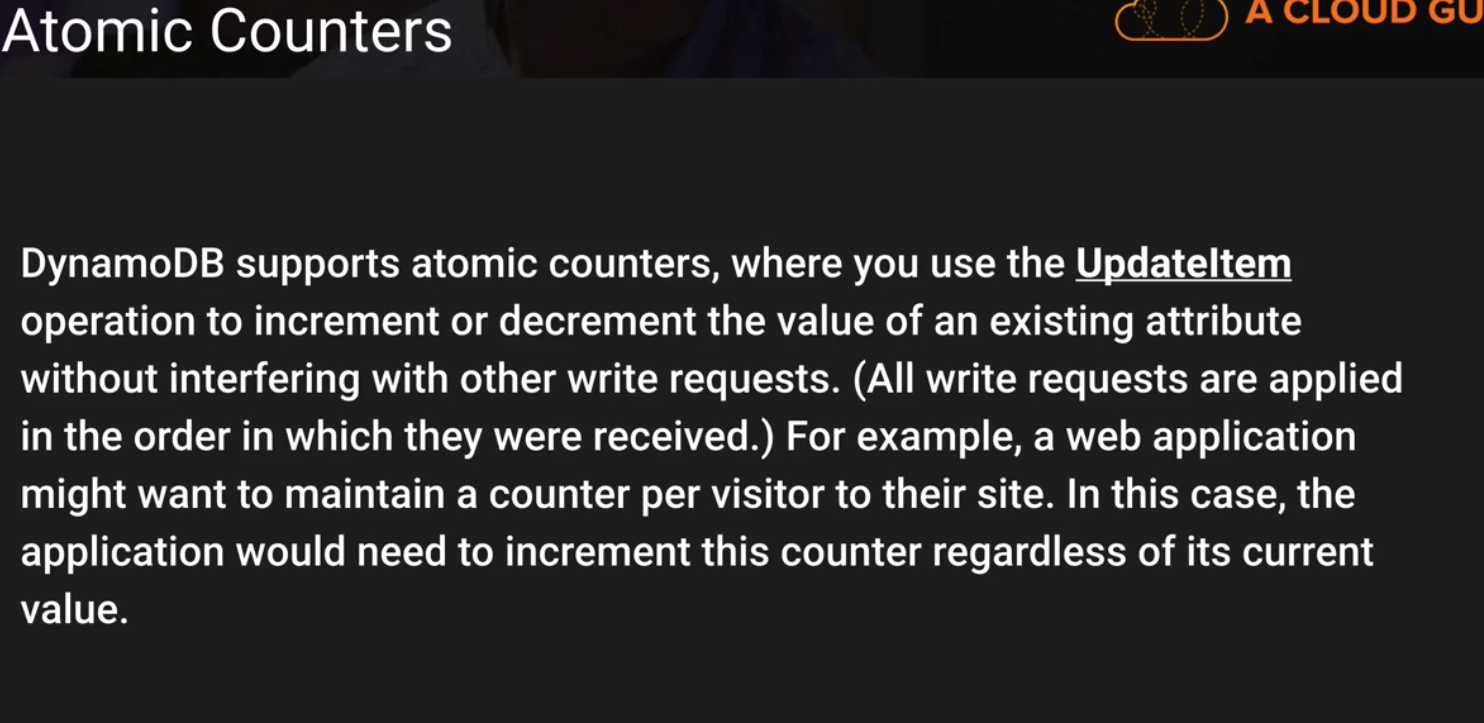 Atomic Counters
A CLOUD GU
DynamoDB supports atomic counters, where you use the UpdateItem
operation to increment or decrement the value of an existing attribute
without interfering with other write requests. (All write requests are applied
in the order in which they were received.) For example, a web application
might want to maintain a counter per visitor to their site. In this case, the
application would need to increment this counter regardless of its current
value.